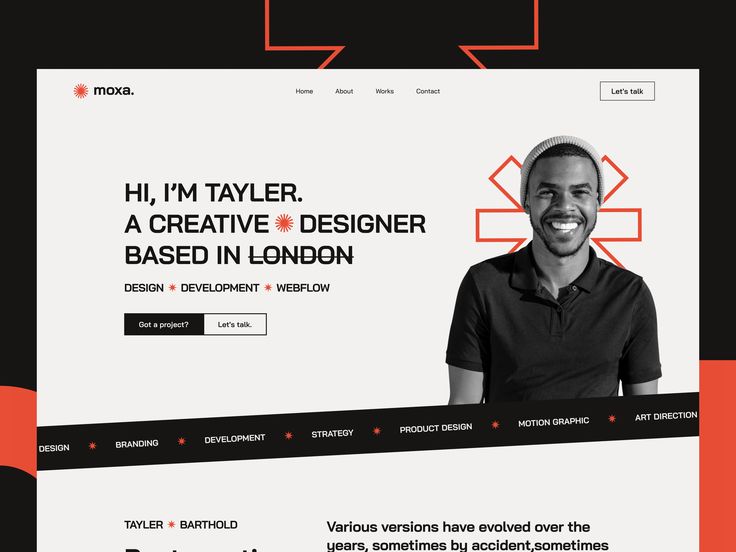 moxa.
Home About Works Contact
Let's talk
HI, I'M TAYLER.
A CREATIVE DESIGNER
BASED IN LONDON
DESIGN DEVELOPMENT WEBFLOW
Got a project? Let's talk.
DESIGN BRANDING DEVELOPMENT STRATEGY PRODUCT DESIGN MOTION GRAPHIC ART DIRECTION
TAYLER BARTHOLD
Various versions have evolved over the
years, sometimes by accident,sometimes